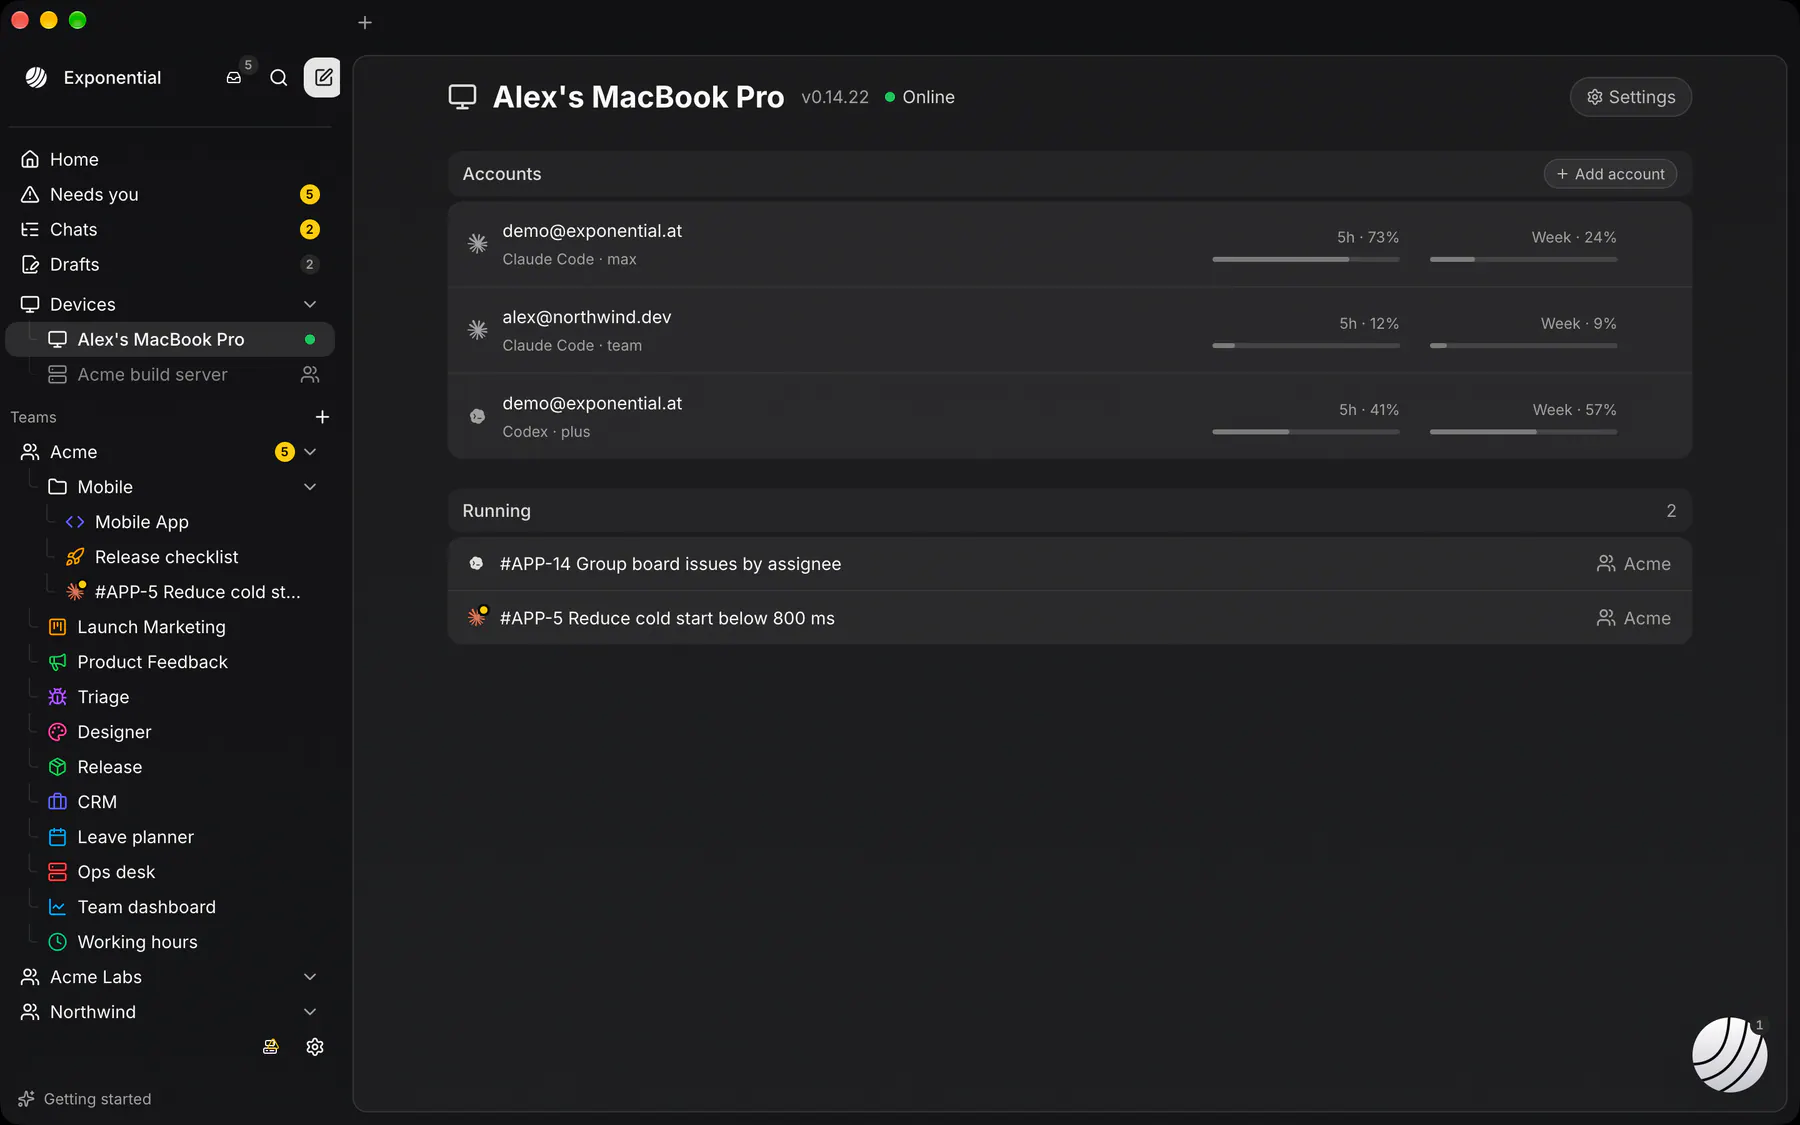 Exponential
5
Home
Needs you
5
Chats
2
Drafts
2
Devices
Alex's MacBook Pro
Acme build server
Teams
Acme
5
Mobile
Mobile App
Release checklist
#APP-5 Reduce cold st...
Launch Marketing
Product Feedback
Triage
Designer
Release
CRM
Leave planner
Ops desk
Team dashboard
Working hours
Acme Labs
Northwind
Getting started
Alex's MacBook Pro v0.14.22 Online
Settings
Accounts
Add account
demo@exponential.at
Claude Code · max
5h · 73%
Week · 24%
alex@northwind.dev
Claude Code · team
5h · 12%
Week · 9%
demo@exponential.at
Codex · plus
5h · 41%
Week · 57%
Running
2
#APP-14 Group board issues by assignee
Acme
#APP-5 Reduce cold start below 800 ms
Acme
1